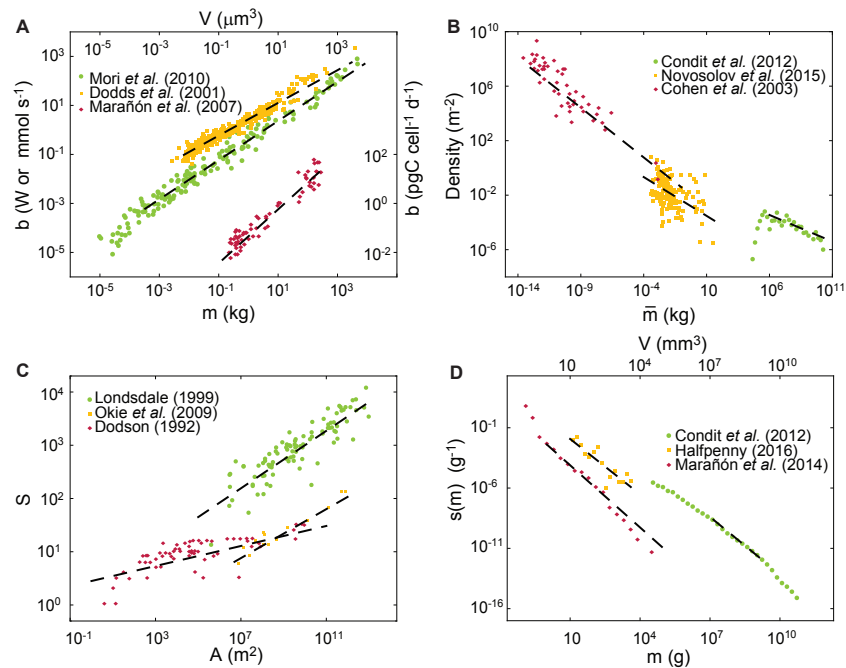 V (μm³)
10⁻⁵ 10⁻³ 10⁻¹ 10¹ 10³ 10⁵
A
10³
10¹
10⁻¹
10⁻³
10⁻⁵
b (W or mmol s⁻¹)
Mori et al. (2010)
Dodds et al. (2001)
Marañón et al. (2007)
10²
10⁰
10⁻²
b (pgC cell⁻¹ d⁻¹)
10⁻⁵ 10⁻³ 10⁻¹ 10¹ 10³
m (kg)
B
10¹⁰
10⁶
10²
10⁻²
10⁻⁶
Density (m⁻²)
Condit et al. (2012)
Novosolov et al. (2015)
Cohen et al. (2003)
10⁻¹⁴ 10⁻⁹ 10⁻⁴ 10 10⁶ 10¹¹
m̅ (kg)
C
10⁴
10³
10²
10¹
10⁰
S
Londsdale (1999)
Okie et al. (2009)
Dodson (1992)
10⁻¹ 10³ 10⁷ 10¹¹
A (m²)
V (mm³)
10 10⁴ 10⁷ 10¹⁰
D
10⁻¹
10⁻⁶
10⁻¹¹
10⁻¹⁶
s(m) (g⁻¹)
Condit et al. (2012)
Halfpenny (2016)
Marañón et al. (2014)
10 10⁴ 10⁷ 10¹⁰
m (g)